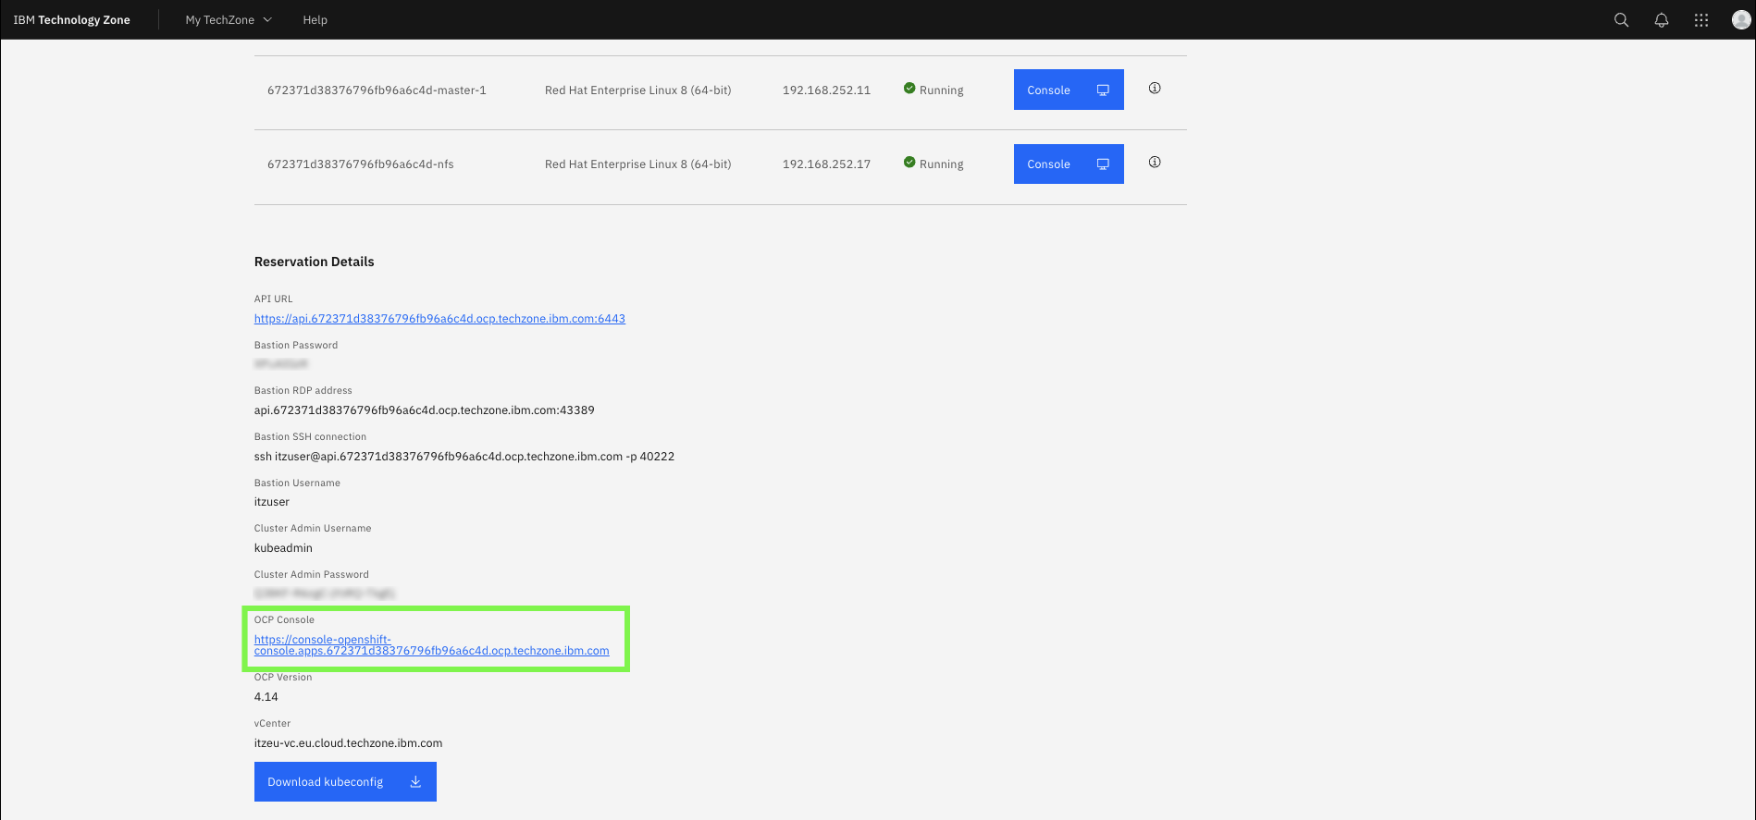 IBM Technology Zone My TechZone Help
672371d38376796fb96a6c4d-master-1 Red Hat Enterprise Linux 8 (64-bit) 192.168.252.11 Running Console
672371d38376796fb96a6c4d-nfs Red Hat Enterprise Linux 8 (64-bit) 192.168.252.17 Running Console
Reservation Details
API URL
https://api.672371d38376796fb96a6c4d.ocp.techzone.ibm.com:6443
Bastion Password
Bastion RDP address
api.672371d38376796fb96a6c4d.ocp.techzone.ibm.com:43389
Bastion SSH connection
ssh itzuser@api.672371d38376796fb96a6c4d.ocp.techzone.ibm.com -p 40222
Bastion Username
itzuser
Cluster Admin Username
kubeadmin
Cluster Admin Password
OCP Console
https://console-openshift-
console.apps.672371d38376796fb96a6c4d.ocp.techzone.ibm.com
OCP Version
4.14
vCenter
itzeu-vc.eu.cloud.techzone.ibm.com
Download kubeconfig